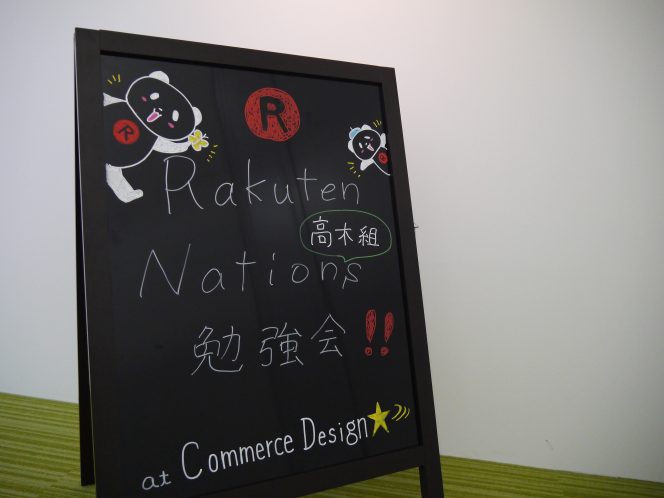 R
R
Rakuten
高木組
Nations
勉強会!!
at Commerce Design